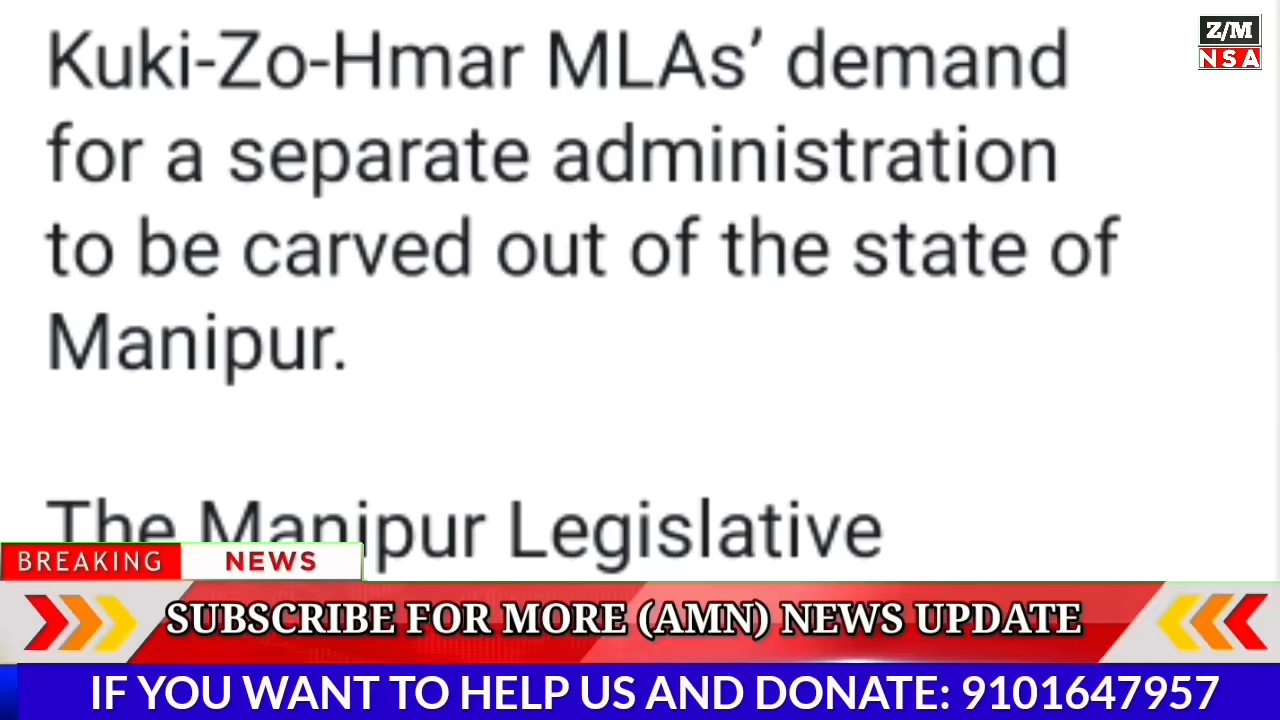 Kuki-Zo-Hmar MLAs’ demand
Z/M
NSA
for a separate administration
to be carved out of the state of
Manipur.
The Manipur Legislative
BREAKING NEWS
SUBSCRIBE FOR MORE (AMN) NEWS UPDATE
IF YOU WANT TO HELP US AND DONATE: 9101647957